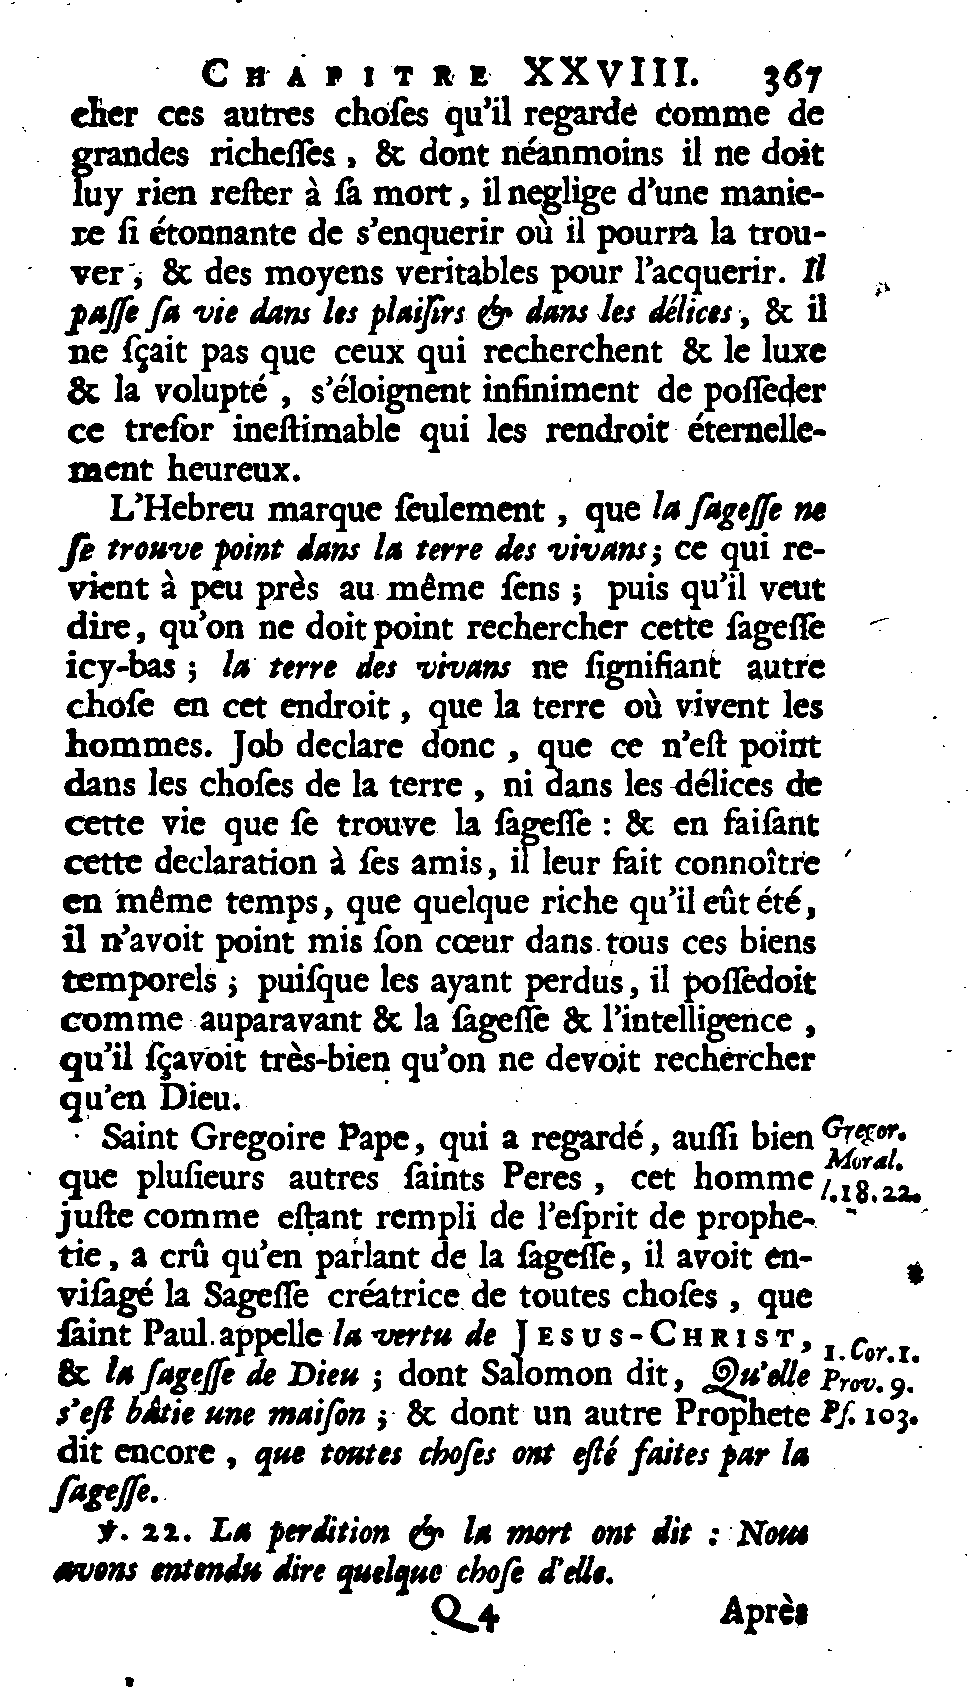 CHAPITRE XXVIII. 367
cher ces autres choſes qu'il regarde comme de
grandes richeſſes, & dont néanmoins il ne doit
luy rien reſter à ſa mort, il neglige d'une manie-
re ſi étonnante de s'enquerir où il pourra la trou-
ver, & des moyens veritables pour l'acquerir. Il
paſſe ſa vie dans les plaiſirs & dans les délices, & il
ne ſçait pas que ceux qui recherchent & le luxe
& la volupté, s'éloignent infiniment de poſſeder
ce treſor ineſtimable qui les rendroit éternelle-
ment heureux.
L'Hebreu marque ſeulement, que la ſageſſe ne
ſe trouve point dans la terre des vivans; ce qui re-
vient à peu près au même ſens; puis qu'il veut
dire, qu'on ne doit point rechercher cette ſageſſe
icy-bas; la terre des vivans ne ſignifiant autre
choſe en cet endroit, que la terre où vivent les
hommes. Job declare donc, que ce n'eſt point
dans les choſes de la terre, ni dans les délices de
cette vie que ſe trouve la ſageſſe: & en faiſant
cette declaration à ſes amis, il leur fait connoître
en même temps, que quelque riche qu'il eût été,
il n'avoit point mis ſon cœur dans tous ces biens
temporels; puiſque les ayant perdus, il poſſedoit
comme auparavant & la ſageſſe & l'intelligence,
qu'il ſçavoit très-bien qu'on ne devoit rechercher
qu'en Dieu.
Saint Gregoire Pape, qui a regardé, auſſi bien Gregor.
Moral.
que pluſieurs autres ſaints Peres, cet homme l.18.22.
juſte comme eſtant rempli de l'eſprit de prophe-
tie, a crû qu'en parlant de la ſageſſe, il avoit en- *
viſagé la Sageſſe créatrice de toutes choſes, que
ſaint Paul appelle la vertu de JESUS-CHRIST, 1. Cor. 1.
& la ſageſſe de Dieu; dont Salomon dit, Qu'elle Prov. 9.
s'eſt bâtie une maiſon; & dont un autre Prophete Pſ. 103.
dit encore, que toutes choſes ont eſté faites par la
ſageſſe.
℣. 22. La perdition & la mort ont dit: Nous
avons entendu dire quelque choſe d'elle.
Q4 Après